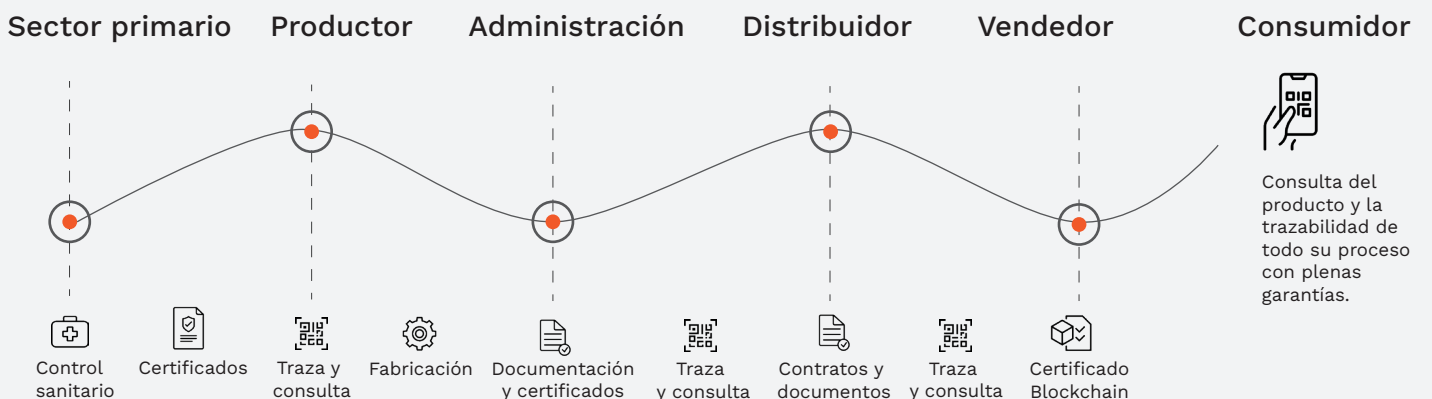 Sector primario
Productor
Administración
Distribuidor
Vendedor
Consumidor
Consulta del
producto y la
trazabilidad de
todo su proceso
con plenas
garantías.
Control
sanitario
Certificados
Traza y
consulta
Fabricación
Documentación
y certificados
Traza
y consulta
Contratos y
documentos
Traza
y consulta
Certificado
Blockchain